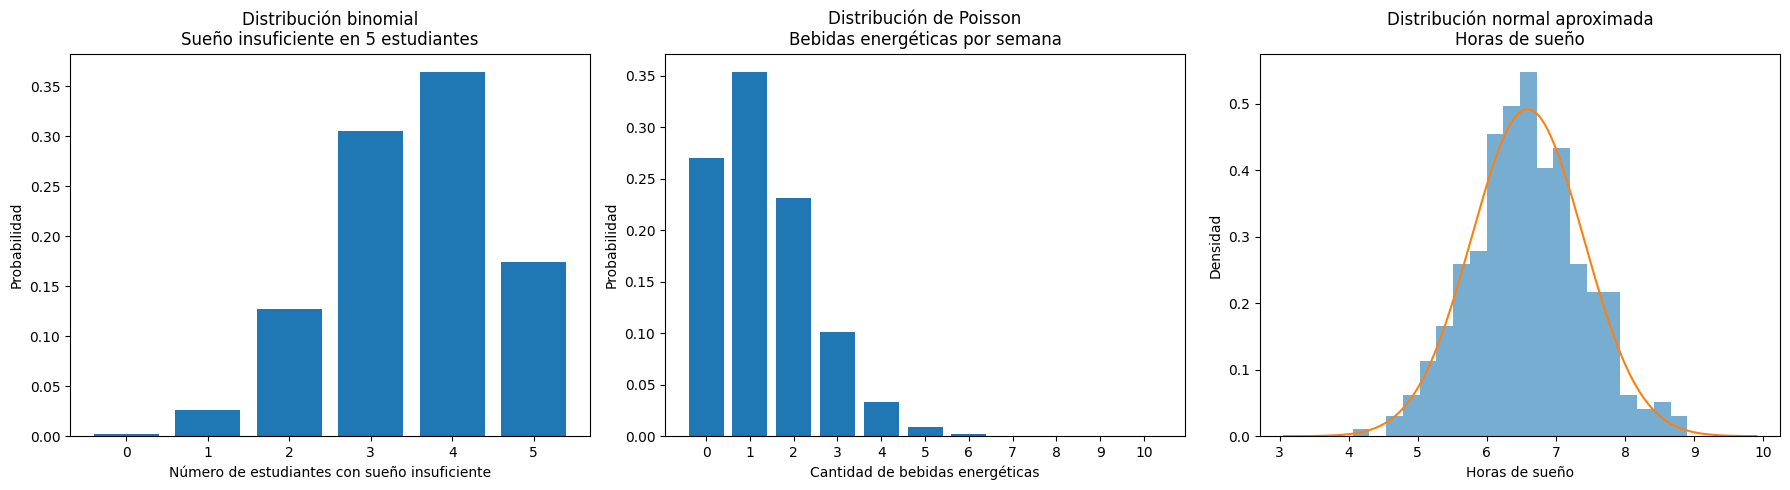 Distribución binomial
Sueño insuficiente en 5 estudiantes
Probabilidad
0.35
0.30
0.25
0.20
0.15
0.10
0.05
0.00
0 1 2 3 4 5
Número de estudiantes con sueño insuficiente
Distribución de Poisson
Bebidas energéticas por semana
Probabilidad
0.35
0.30
0.25
0.20
0.15
0.10
0.05
0.00
0 1 2 3 4 5 6 7 8 9 10
Cantidad de bebidas energéticas
Distribución normal aproximada
Horas de sueño
Densidad
0.5
0.4
0.3
0.2
0.1
0.0
3 4 5 6 7 8 9 10
Horas de sueño